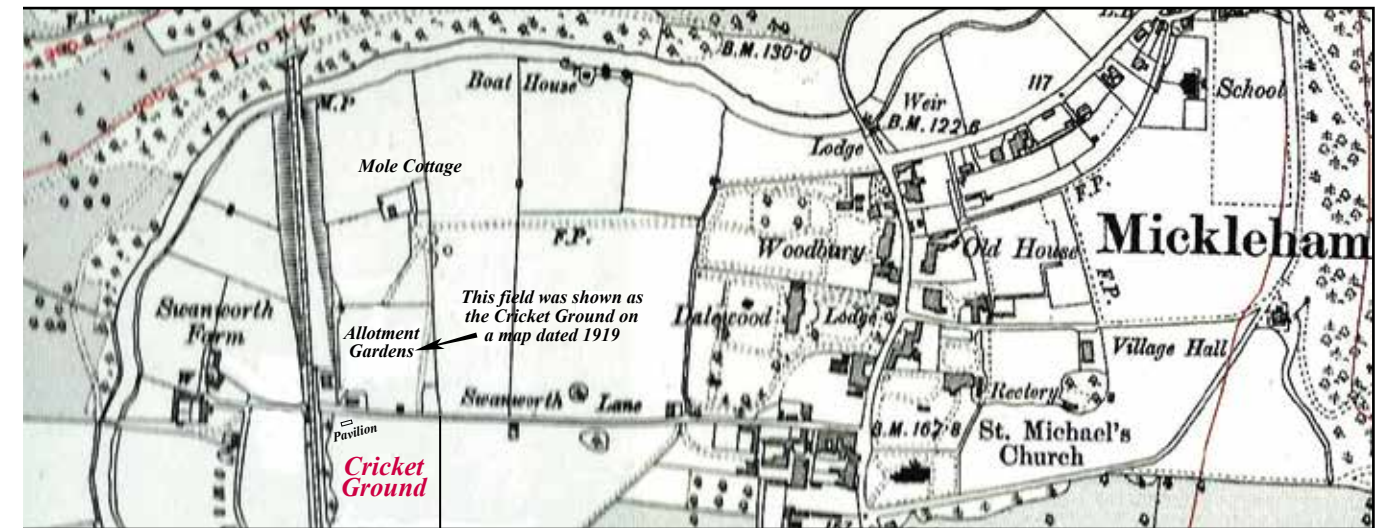 F.P.
L.B.
B.M. 130·0
M.P
Boat House
117
School
Weir
B.M. 122·6
Lodge
Mole Cottage
F.P.
Mickleham
F.P.
Woodbury
Old House
F.P.
This field was shown as
the Cricket Ground on
a map dated 1919
Swanworth
Farm
Allotment
Gardens
Dalewood
Lodge
Village Hall
W
Swanworth Lane
Rectory
Pavilion
B.M. 167·8
St. Michael's
Church
Cricket
Ground